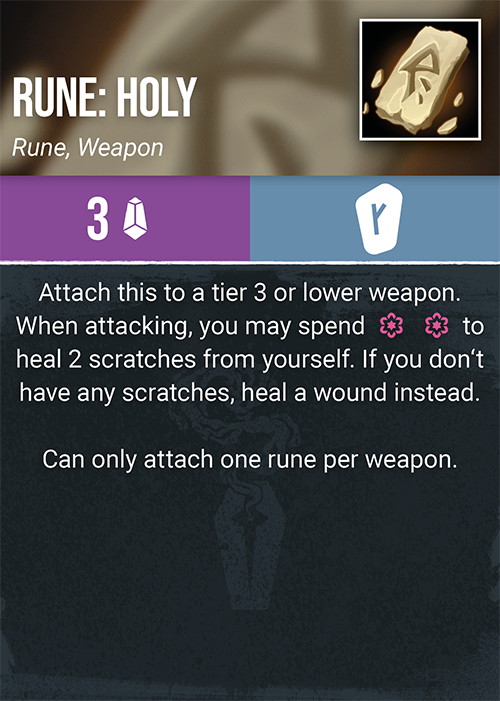 RUNE: HOLY
Rune, Weapon
3
Attach this to a tier 3 or lower weapon.
When attacking, you may spend to
heal 2 scratches from yourself. If you don‘t
have any scratches, heal a wound instead.
Can only attach one rune per weapon.